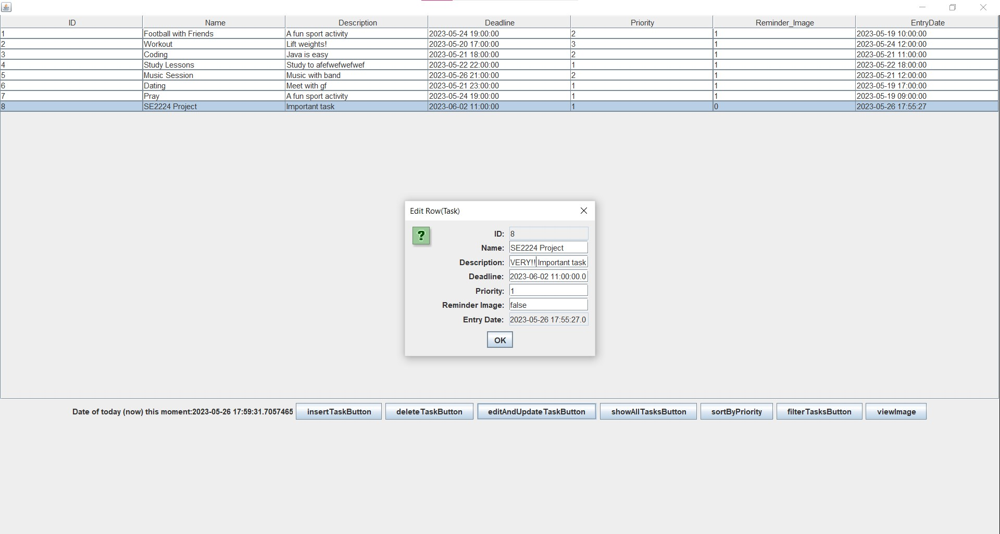 ID Name Description Deadline Priority Reminder_Image EntryDate
1 Football with Friends A fun sport activity 2023-05-24 19:00:00 2 1 2023-05-19 10:00:00
2 Workout Lift weights! 2023-05-20 17:00:00 3 1 2023-05-24 12:00:00
3 Coding Java is easy 2023-05-21 18:00:00 2 1 2023-05-21 11:00:00
4 Study Lessons Study to afefwefwefwef 2023-05-22 22:00:00 1 1 2023-05-22 18:00:00
5 Music Session Music with band 2023-05-26 21:00:00 2 1 2023-05-21 12:00:00
6 Dating Meet with gf 2023-05-21 23:00:00 1 1 2023-05-19 17:00:00
7 Pray A fun sport activity 2023-05-24 19:00:00 1 1 2023-05-19 09:00:00
8 SE2224 Project Important task 2023-06-02 11:00:00 1 0 2023-05-26 17:55:27
Edit Row(Task)
?
ID: 8
Name: SE2224 Project
Description: VERY!! Important task
Deadline: 2023-06-02 11:00:00.0
Priority: 1
Reminder Image: false
Entry Date: 2023-05-26 17:55:27.0
OK
Date of today (now) this moment:2023-05-26 17:59:31.7057465 insertTaskButton deleteTaskButton editAndUpdateTaskButton showAllTasksButton sortByPriority filterTasksButton viewImage